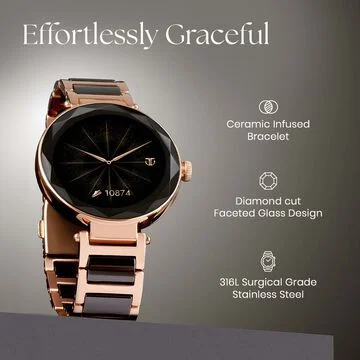 Effortlessly Graceful
Ceramic Infused
Bracelet
Diamond cut
Faceted Glass Design
10874
316L Surgical Grade
Stainless Steel